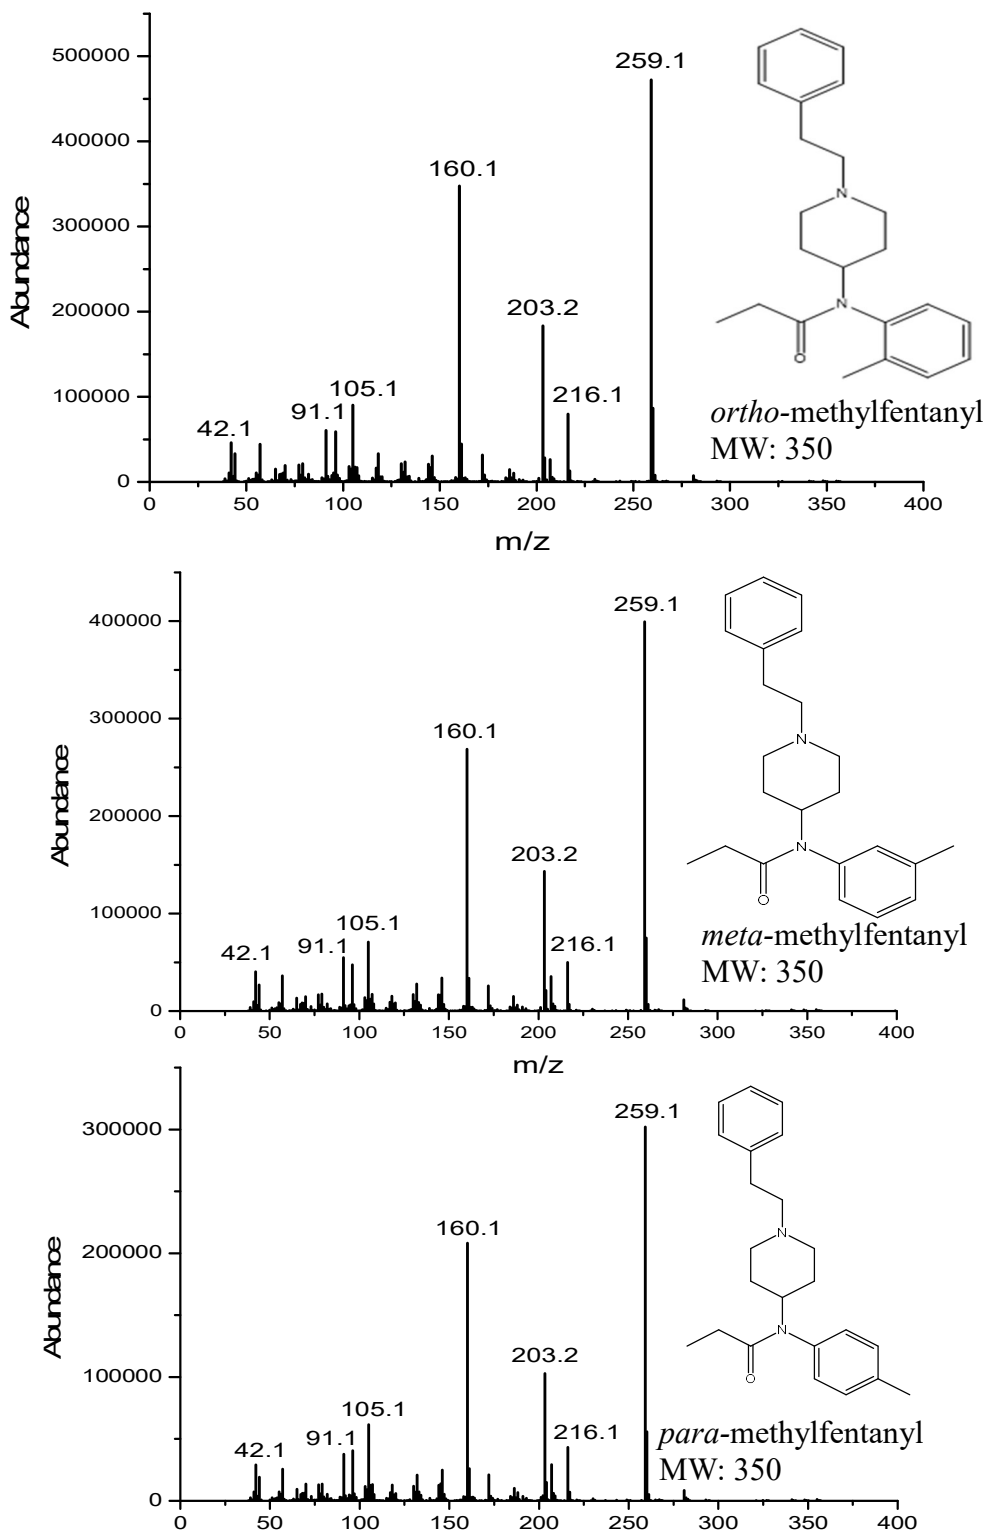 500000
400000
300000
200000
100000
0
Abundance
259.1
160.1
203.2
216.1
105.1
91.1
42.1
N
N
O
ortho-methylfentanyl
MW: 350
0 50 100 150 200 250 300 350 400
m/z
400000
300000
200000
100000
0
Abundance
259.1
160.1
203.2
216.1
105.1
91.1
42.1
N
N
O
meta-methylfentanyl
MW: 350
0 50 100 150 200 250 300 350 400
m/z
300000
200000
100000
0
Abundance
259.1
160.1
203.2
216.1
105.1
91.1
42.1
N
N
O
para-methylfentanyl
MW: 350
0 50 100 150 200 250 300 350 400